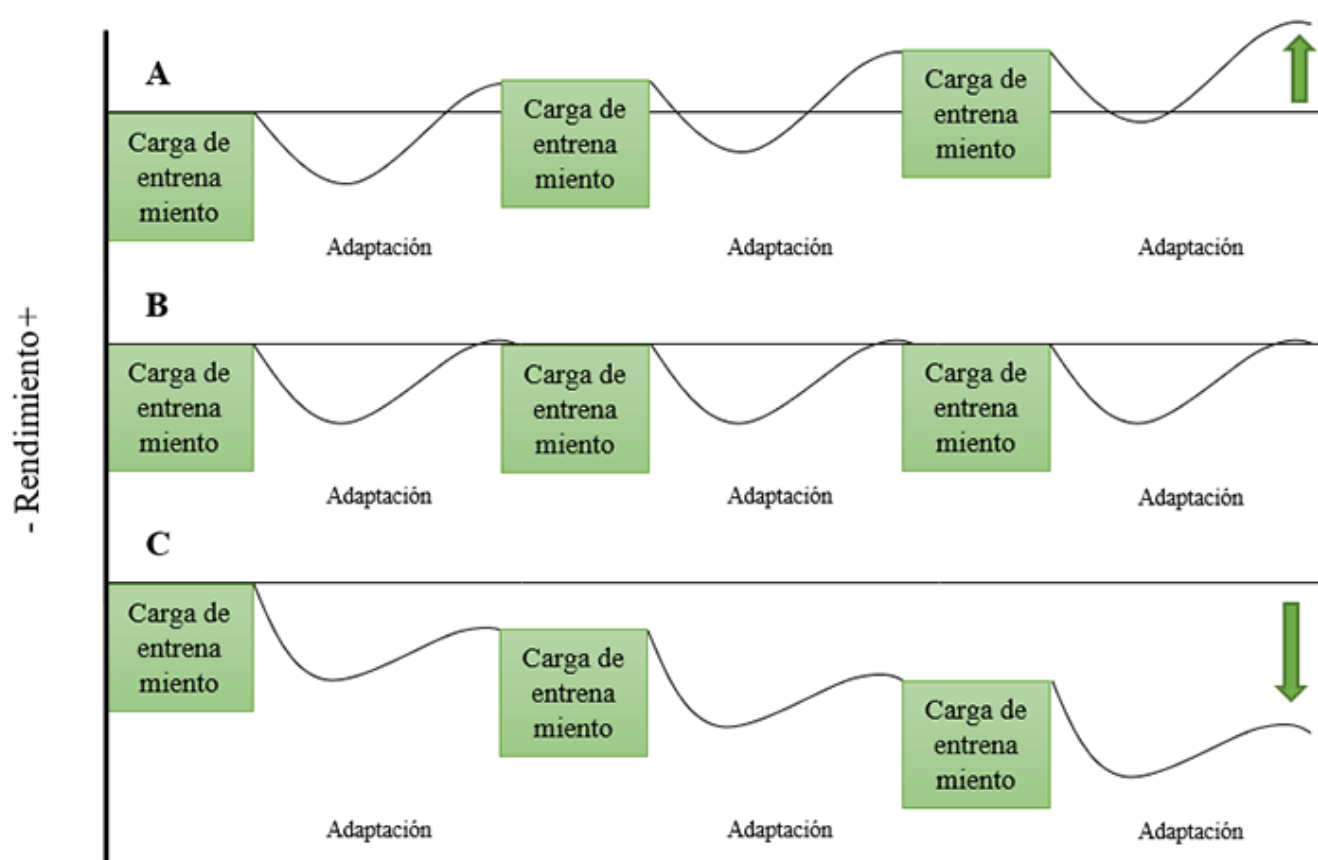 A
Carga de
entrena
miento
Carga de
entrena
miento
Carga de
entrena
miento
Adaptación
Adaptación
Adaptación
B
Carga de
entrena
miento
Carga de
entrena
miento
Carga de
entrena
miento
Adaptación
Adaptación
Adaptación
C
Carga de
entrena
miento
Carga de
entrena
miento
Carga de
entrena
miento
Adaptación
Adaptación
Adaptación
- Rendimiento+